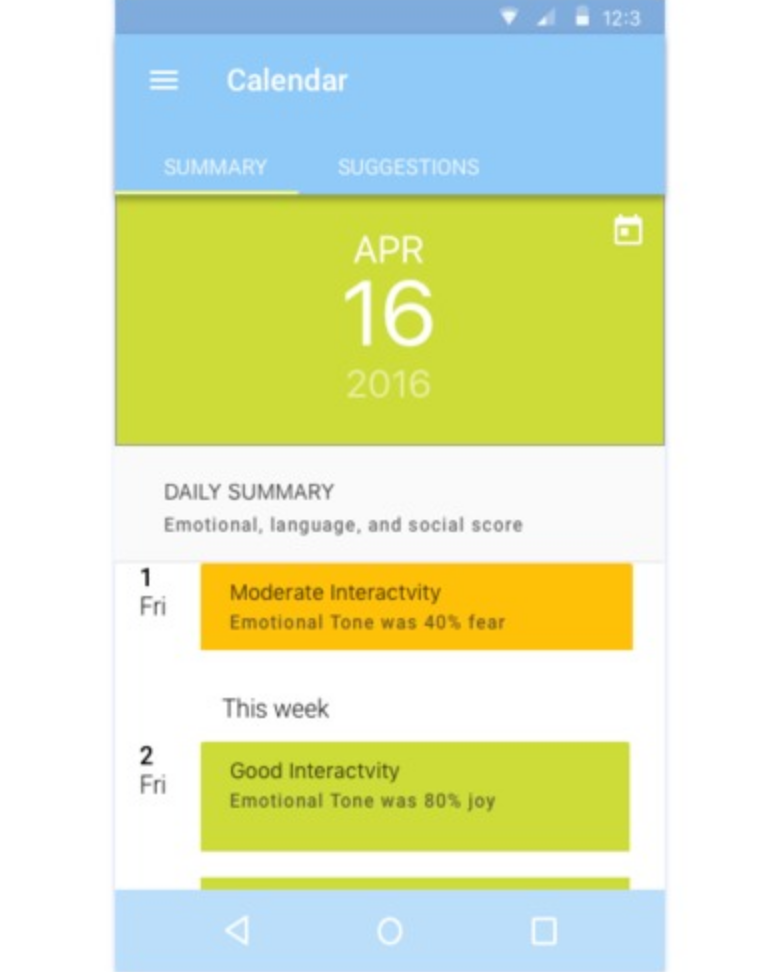 12:3
Calendar
SUMMARY SUGGESTIONS
APR
16
2016
DAILY SUMMARY
Emotional, language, and social score
1
Fri
Moderate Interactvity
Emotional Tone was 40% fear
This week
2
Fri
Good Interactvity
Emotional Tone was 80% joy